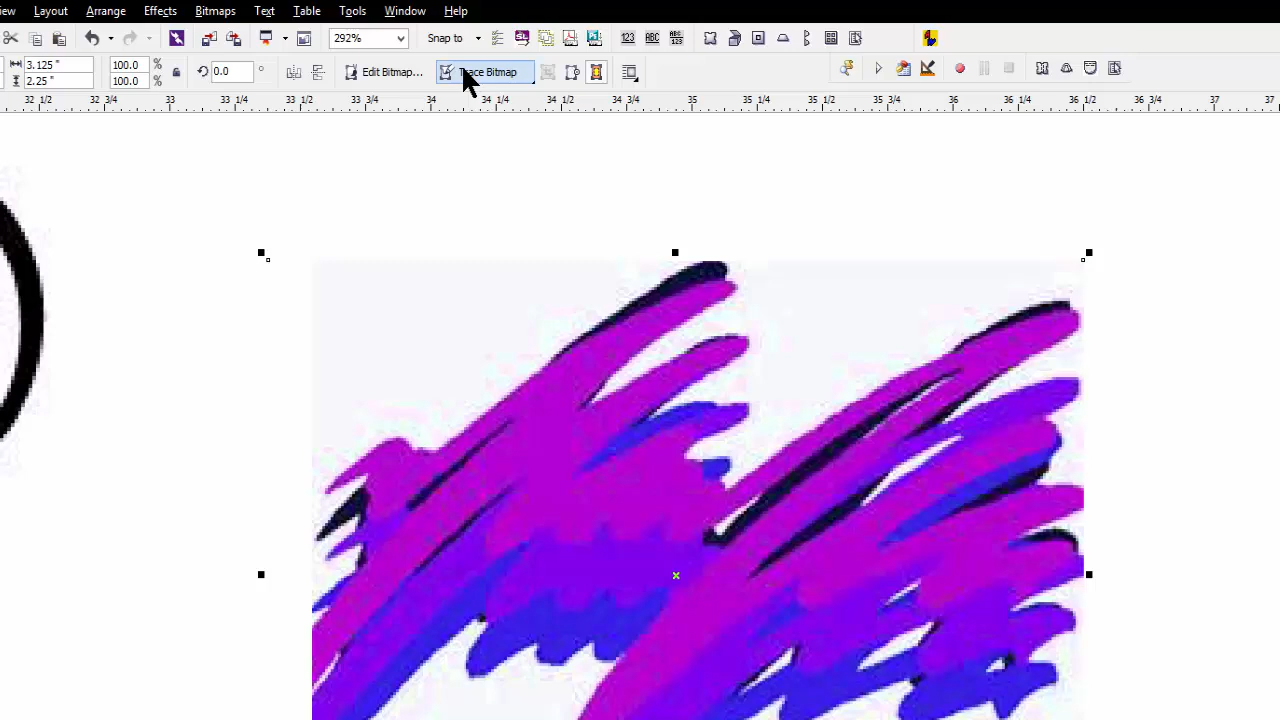 iew Layout Arrange Effects Bitmaps Text Table Tools Window Help
292% Snap to
3.125 " 100.0 % 0.0 ° Edit Bitmap... Trace Bitmap
2.25 " 100.0 %
32 1/2 32 3/4 33 33 1/4 33 1/2 33 3/4 34 34 1/4 34 1/2 34 3/4 35 35 1/4 35 1/2 35 3/4 36 36 1/4 36 1/2 36 3/4 37 37